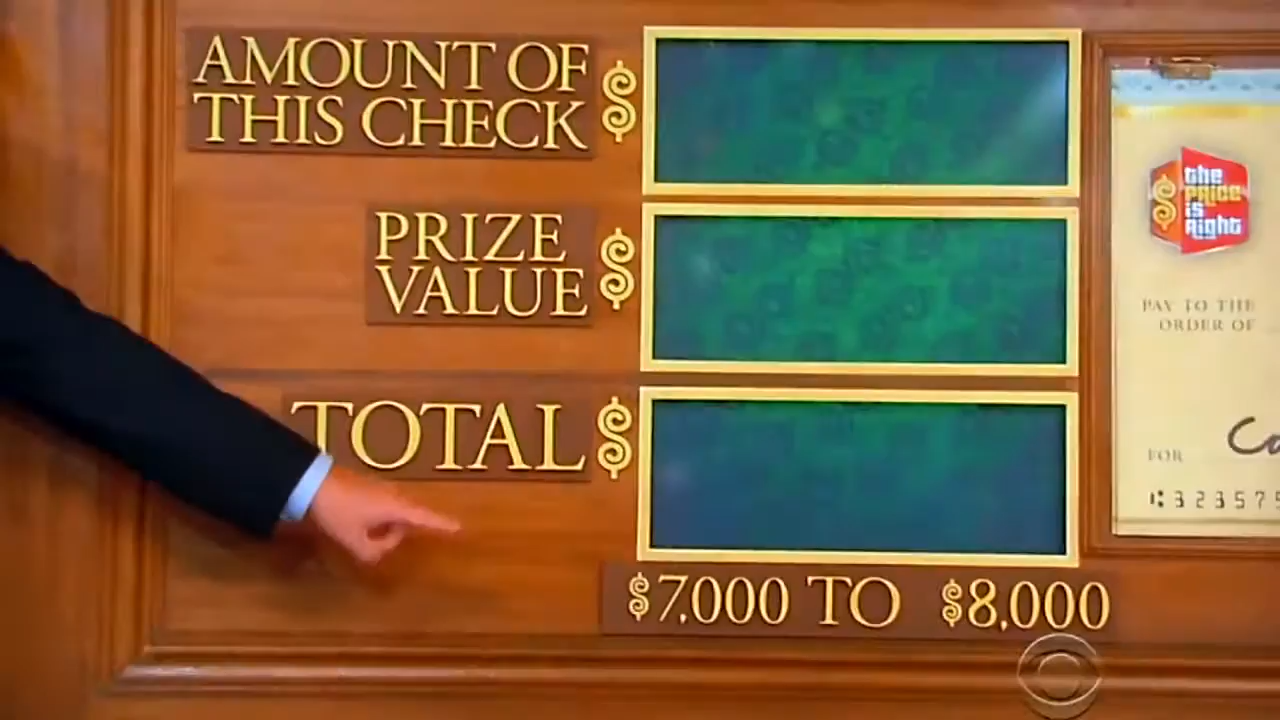 AMOUNT OF
THIS CHECK $
PRIZE
VALUE $
TOTAL $
$7,000 TO $8,000
the
PRICE
is
Right
$
PAY TO THE
ORDER OF
FOR
323575